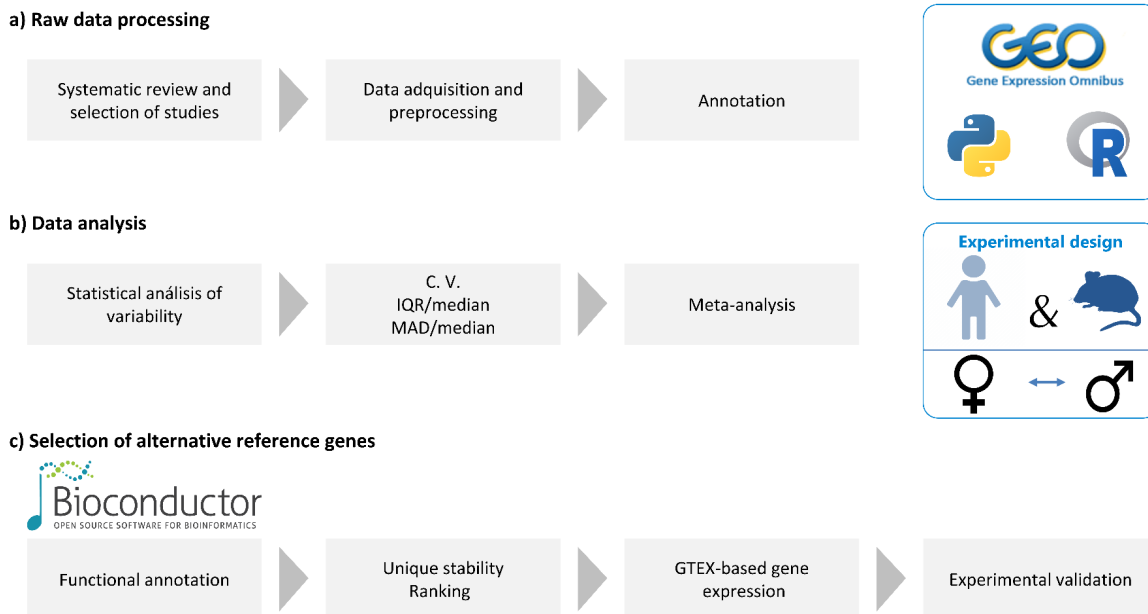 a) Raw data processing
Systematic review and
selection of studies
Data adquisition and
preprocessing
Annotation
GEO
Gene Expression Omnibus
R
b) Data analysis
Statistical análisis of
variability
C. V.
IQR/median
MAD/median
Meta-analysis
Experimental design
&
c) Selection of alternative reference genes
Bioconductor
OPEN SOURCE SOFTWARE FOR BIOINFORMATICS
Functional annotation
Unique stability
Ranking
GTEX-based gene
expression
Experimental validation